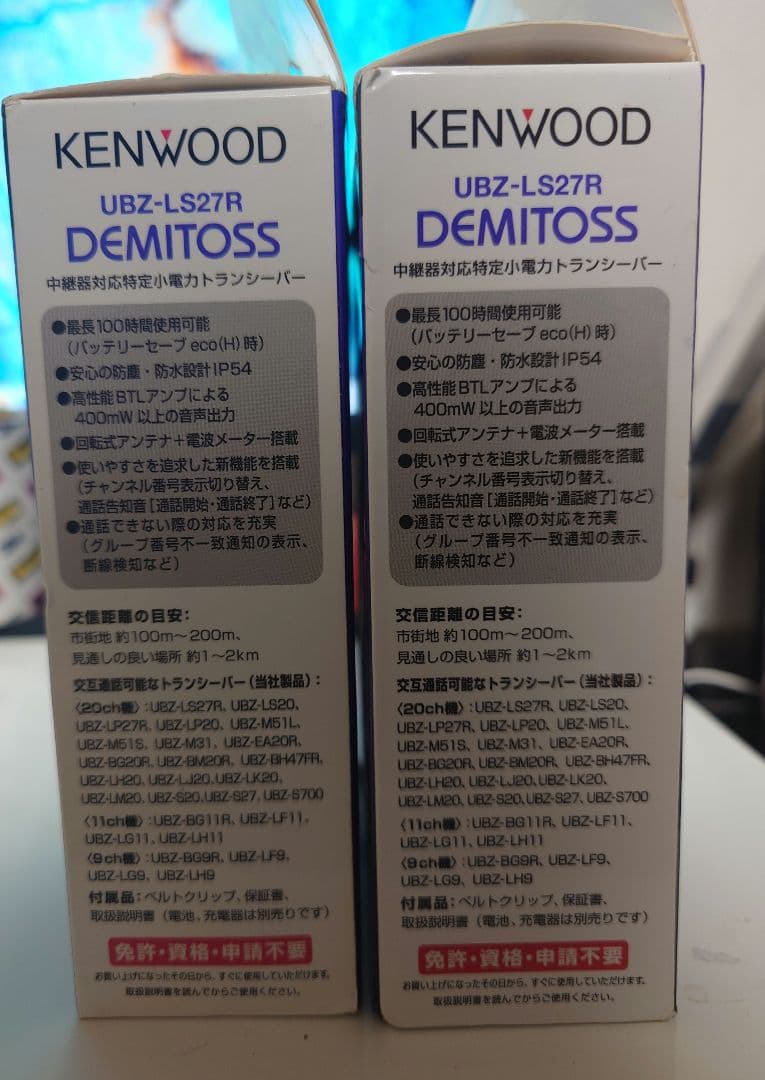 KENWOOD
UBZ-LS27R
DEMITOSS
中継器対応特定小電力トランシーバー
●最長100時間使用可能
(バッテリーセーブ eco(H) 時)
●安心の防塵・防水設計IP54
●高性能BTLアンプによる
400mW以上の音声出力
●回転式アンテナ+電波メーター搭載
●使いやすさを追求した新機能を搭載
(チャンネル番号表示切り替え、
通話告知音[通話開始・通話終了]など)
●通話できない際の対応を充実
(グループ番号不一致通知の表示、
断線検知など)
交信距離の目安:
市街地 約100m~200m、
見通しの良い場所 約1~2km
交互通話可能なトランシーバー(当社製品):
〈20ch機〉:UBZ-LS27R、UBZ-LS20、
UBZ-LP27R、UBZ-LP20、UBZ-M51L、
UBZ-M51S、UBZ-M31、UBZ-EA20R、
UBZ-BG20R、UBZ-BM20R、UBZ-BH47FR、
UBZ-LH20、UBZ-LJ20、UBZ-LK20、
UBZ-LM20、UBZ-S20、UBZ-S27、UBZ-S700
〈11ch機〉:UBZ-BG11R、UBZ-LF11、
UBZ-LG11、UBZ-LH11
〈9ch機〉:UBZ-BG9R、UBZ-LF9、
UBZ-LG9、UBZ-LH9
付属品:ベルトクリップ、保証書、
取扱説明書(電池、充電器は別売りです)
免許・資格・申請不要
お買い上げになったその日から、すぐに使用していただけます。
取扱説明書を読んでからご使用ください。
KENWOOD
UBZ-LS27R
DEMITOSS
中継器対応特定小電力トランシーバー
●最長100時間使用可能
(バッテリーセーブ eco(H) 時)
●安心の防塵・防水設計IP54
●高性能BTLアンプによる
400mW以上の音声出力
●回転式アンテナ+電波メーター搭載
●使いやすさを追求した新機能を搭載
(チャンネル番号表示切り替え、
通話告知音[通話開始・通話終了]など)
●通話できない際の対応を充実
(グループ番号不一致通知の表示、
断線検知など)
交信距離の目安:
市街地 約100m~200m、
見通しの良い場所 約1~2km
交互通話可能なトランシーバー(当社製品):
〈20ch機〉:UBZ-LS27R、UBZ-LS20、
UBZ-LP27R、UBZ-LP20、UBZ-M51L、
UBZ-M51S、UBZ-M31、UBZ-EA20R、
UBZ-BG20R、UBZ-BM20R、UBZ-BH47FR、
UBZ-LH20、UBZ-LJ20、UBZ-LK20、
UBZ-LM20、UBZ-S20、UBZ-S27、UBZ-S700
〈11ch機〉:UBZ-BG11R、UBZ-LF11、
UBZ-LG11、UBZ-LH11
〈9ch機〉:UBZ-BG9R、UBZ-LF9、
UBZ-LG9、UBZ-LH9
付属品:ベルトクリップ、保証書、
取扱説明書(電池、充電器は別売りです)
免許・資格・申請不要
お買い上げになったその日から、すぐに使用していただけます。
取扱説明書を読んでからご使用ください。